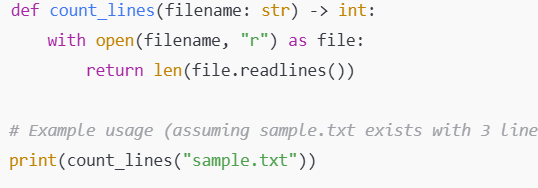 def count_lines(filename: str) -> int:
    with open(filename, "r") as file:
        return len(file.readlines())

# Example usage (assuming sample.txt exists with 3 line
print(count_lines("sample.txt"))